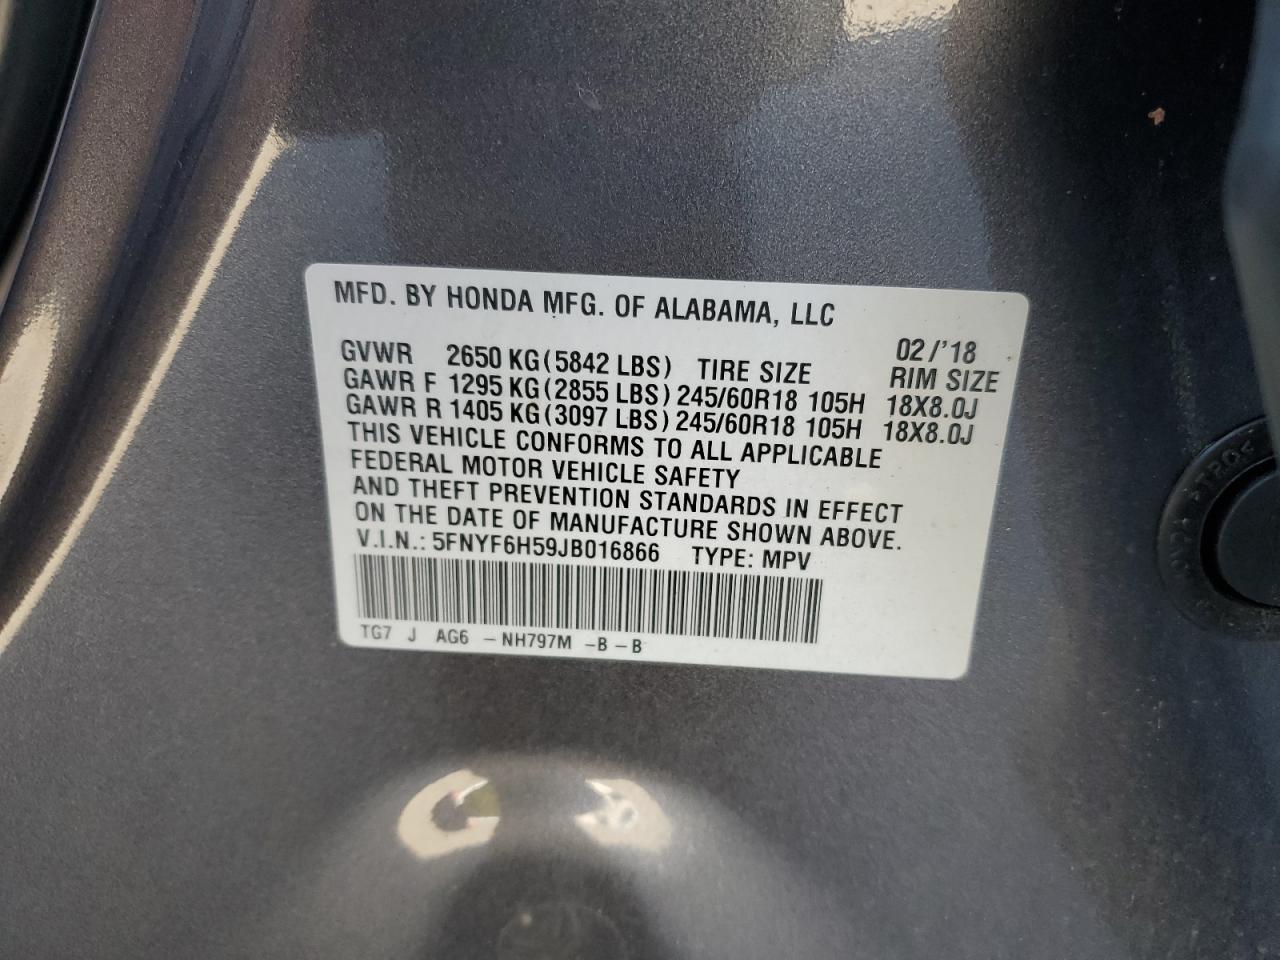 MFD. BY HONDA MFG. OF ALABAMA, LLC
02/'18
GVWR 2650 KG(5842 LBS) TIRE SIZE RIM SIZE
GAWR F 1295 KG(2855 LBS) 245/60R18 105H 18X8.0J
GAWR R 1405 KG(3097 LBS) 245/60R18 105H 18X8.0J
THIS VEHICLE CONFORMS TO ALL APPLICABLE
FEDERAL MOTOR VEHICLE SAFETY
AND THEFT PREVENTION STANDARDS IN EFFECT
ON THE DATE OF MANUFACTURE SHOWN ABOVE.
V.I.N.: 5FNYF6H59JB016866 TYPE: MPV
TG7 J AG6 -NH797M -B-B